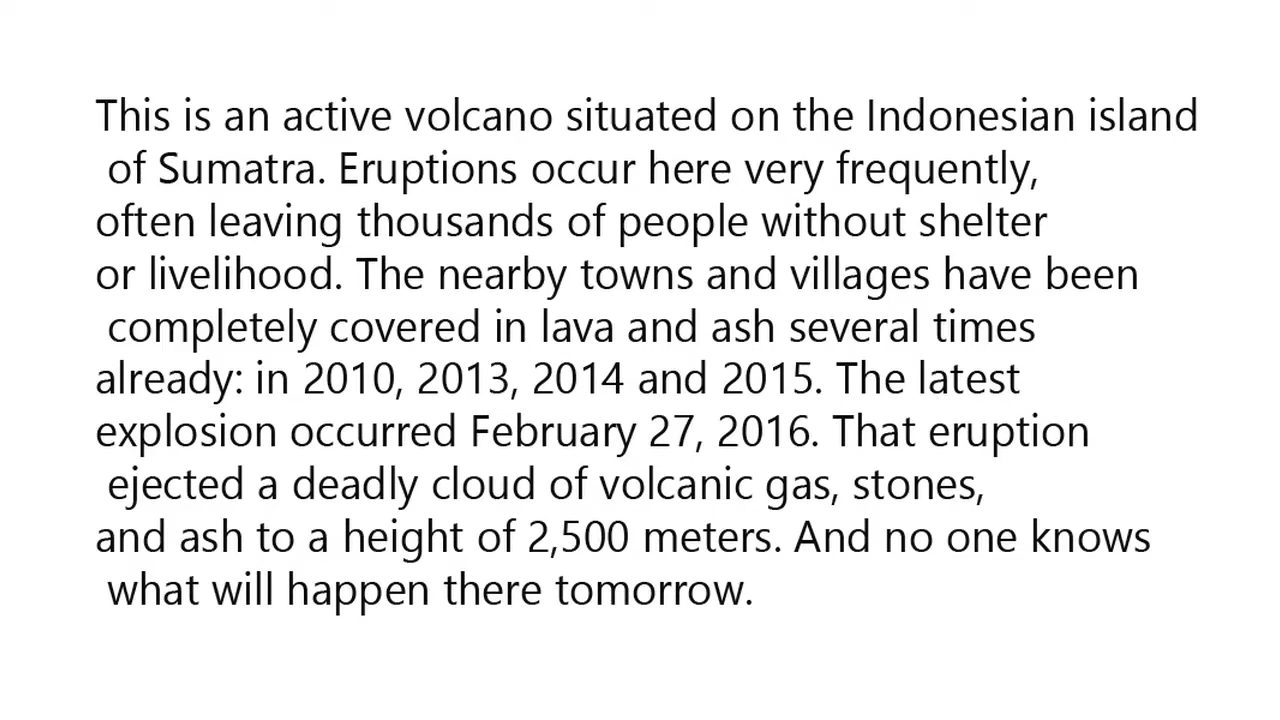 This is an active volcano situated on the Indonesian island
of Sumatra. Eruptions occur here very frequently,
often leaving thousands of people without shelter
or livelihood. The nearby towns and villages have been
completely covered in lava and ash several times
already: in 2010, 2013, 2014 and 2015. The latest
explosion occurred February 27, 2016. That eruption
ejected a deadly cloud of volcanic gas, stones,
and ash to a height of 2,500 meters. And no one knows
what will happen there tomorrow.